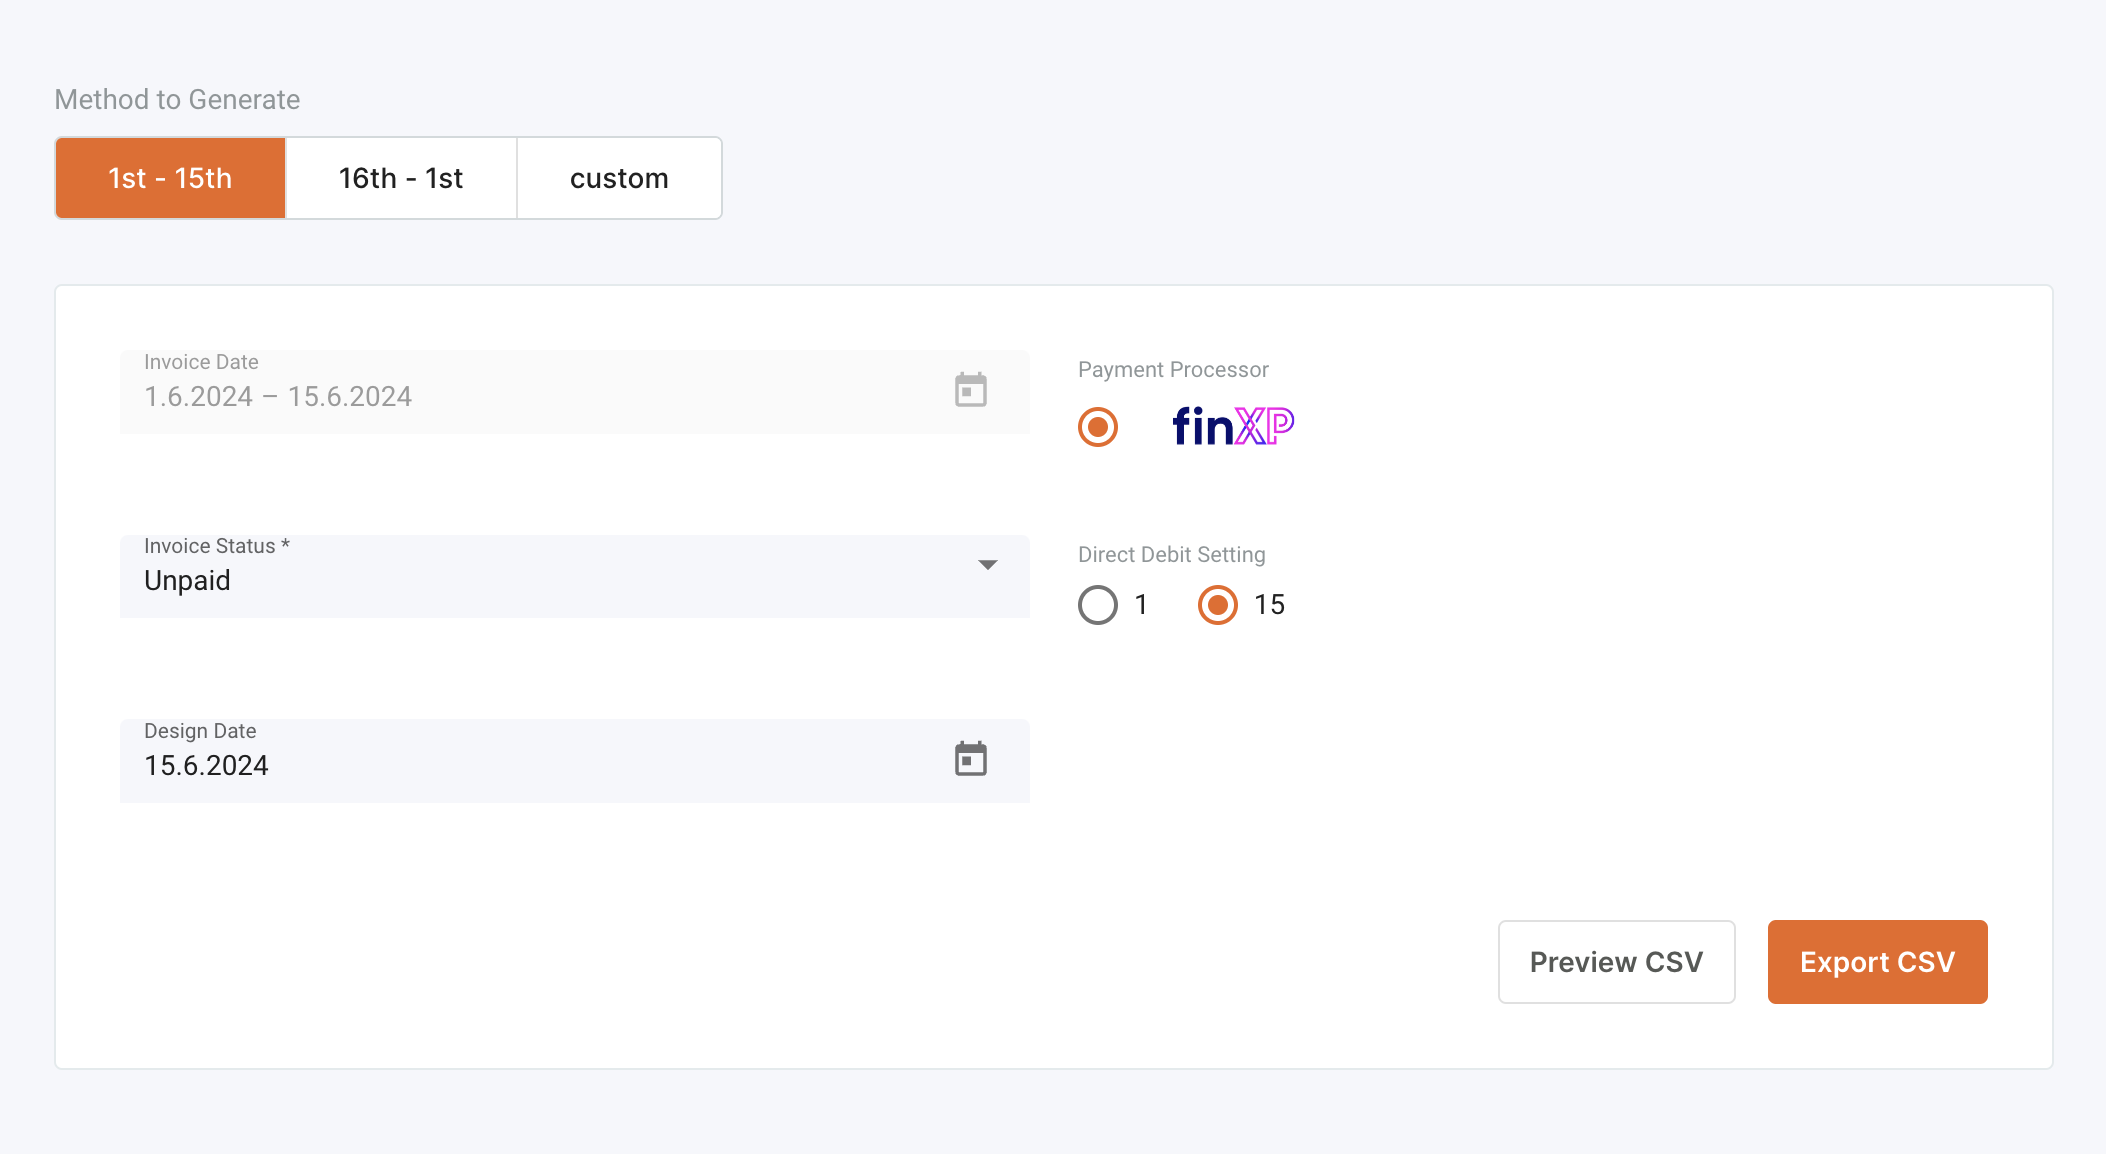 Method to Generate
1st - 15th
16th - 1st
custom
Invoice Date
1.6.2024 – 15.6.2024
Payment Processor
finXP
Invoice Status *
Unpaid
Direct Debit Setting
1
15
Design Date
15.6.2024
Preview CSV
Export CSV